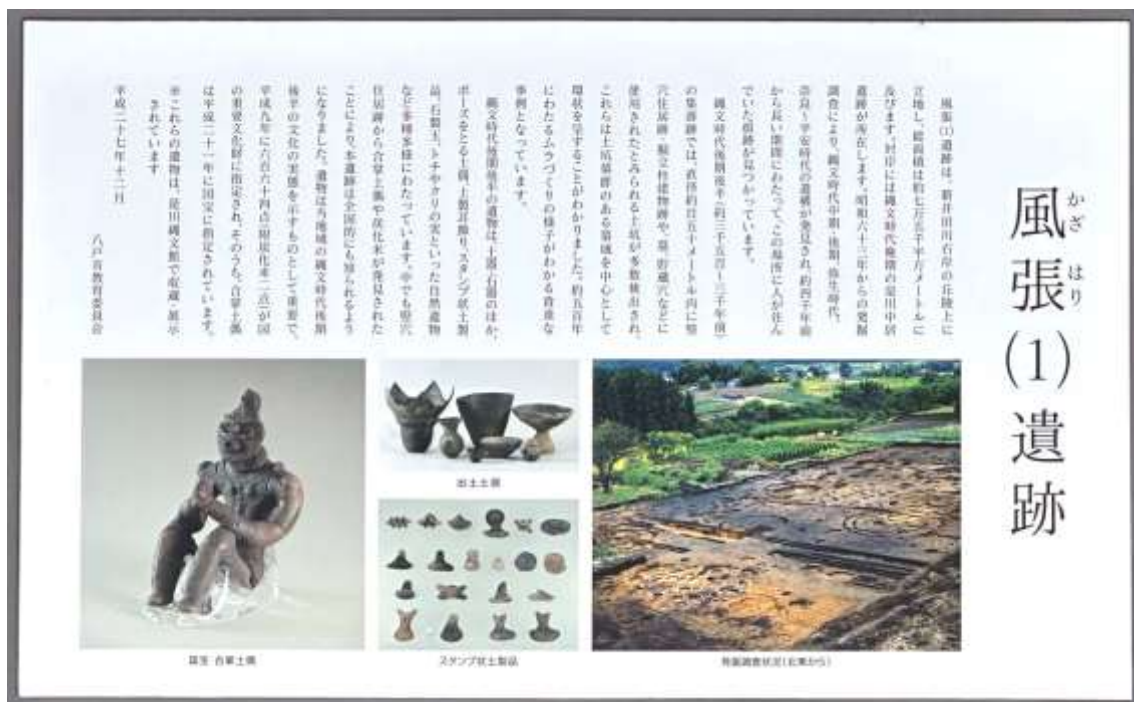 風張(1)遺跡
かざ はり
風張(1)遺跡は、新井田川右岸の丘陵上に
立地し、総面積は約七万五千平方メートルに
及びます。対岸には縄文時代晩期の是川中居
遺跡が所在します。昭和六十三年からの発掘
調査により、縄文時代中期・後期、弥生時代、
奈良〜平安時代の遺構が発見され、約四千年前
から長い期間にわたって、この場所に人が住ん
でいた痕跡が見つかっています。
縄文時代後期後半(約三千五百〜三千年前)
の集落跡では、直径約百五十メートル内に竪
穴住居跡、掘立柱建物跡や、墓、貯蔵穴などに
使用されたとみられる土坑が多数検出され、
これらは土坑墓群のある墓域を中心として
環状を呈することがわかりました。約五百年
にわたるムラづくりの様子がわかる貴重な
事例となっています。
縄文時代後期後半の遺物は、土器・石器のほか、
ポーズをとる土偶、土製耳飾り、スタンプ状土製
品、石製玉、トチやクリの実といった自然遺物
など多種多様にわたっています。中でも竪穴
住居跡から合掌土偶や炭化米が発見された
ことにより、本遺跡は全国的にも知られるよう
になりました。遺物は当地域の縄文時代後期
後半の文化の実態を示すものとして重要で、
平成九年に六百六十四点附炭化米二点が国
の重要文化財に指定され、そのうち、合掌土偶
は平成二十一年に国宝に指定されています。
※これらの遺物は、是川縄文館で収蔵・展示
されています
平成二十七年十二月
八戸市教育委員会
国宝 合掌土偶
出土土器
スタンプ状土製品
発掘調査状況(北東から)